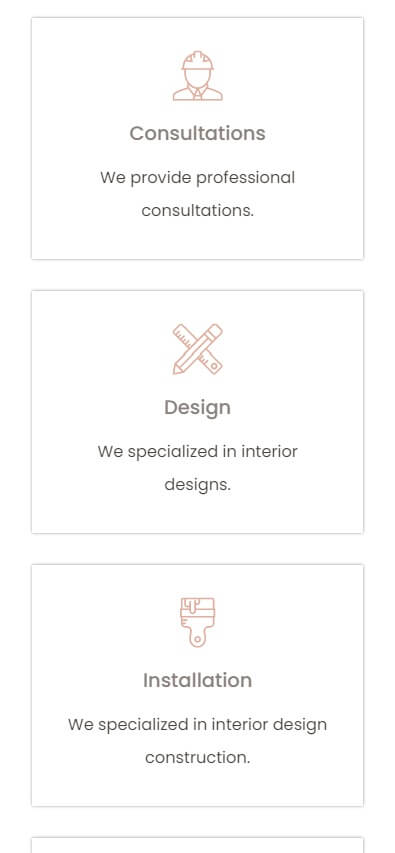 Consultations
We provide professional
consultations.
Design
We specialized in interior
designs.
Installation
We specialized in interior design
construction.